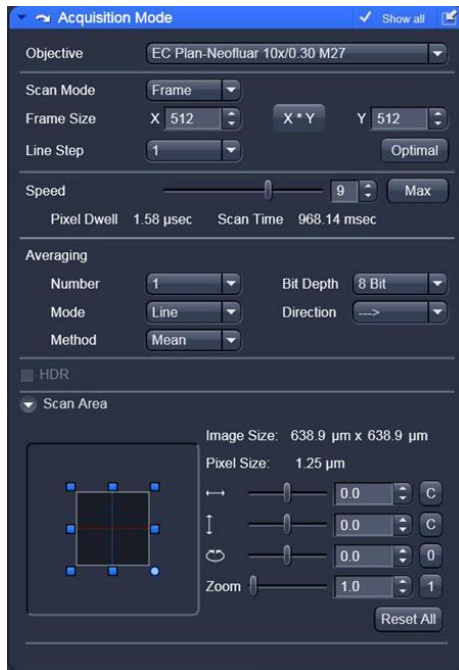 Acquisition Mode ✓ Show all
Objective EC Plan-Neofluar 10x/0.30 M27
Scan Mode Frame
Frame Size X 512 X * Y Y 512
Line Step 1 Optimal
Speed 9 Max
Pixel Dwell 1.58 µsec Scan Time 968.14 msec
Averaging
Number 1 Bit Depth 8 Bit
Mode Line Direction --->
Method Mean
HDR
Scan Area
Image Size: 638.9 µm x 638.9 µm
Pixel Size: 1.25 µm
0.0 C
0.0 C
0.0 0
Zoom 1.0 1
Reset All